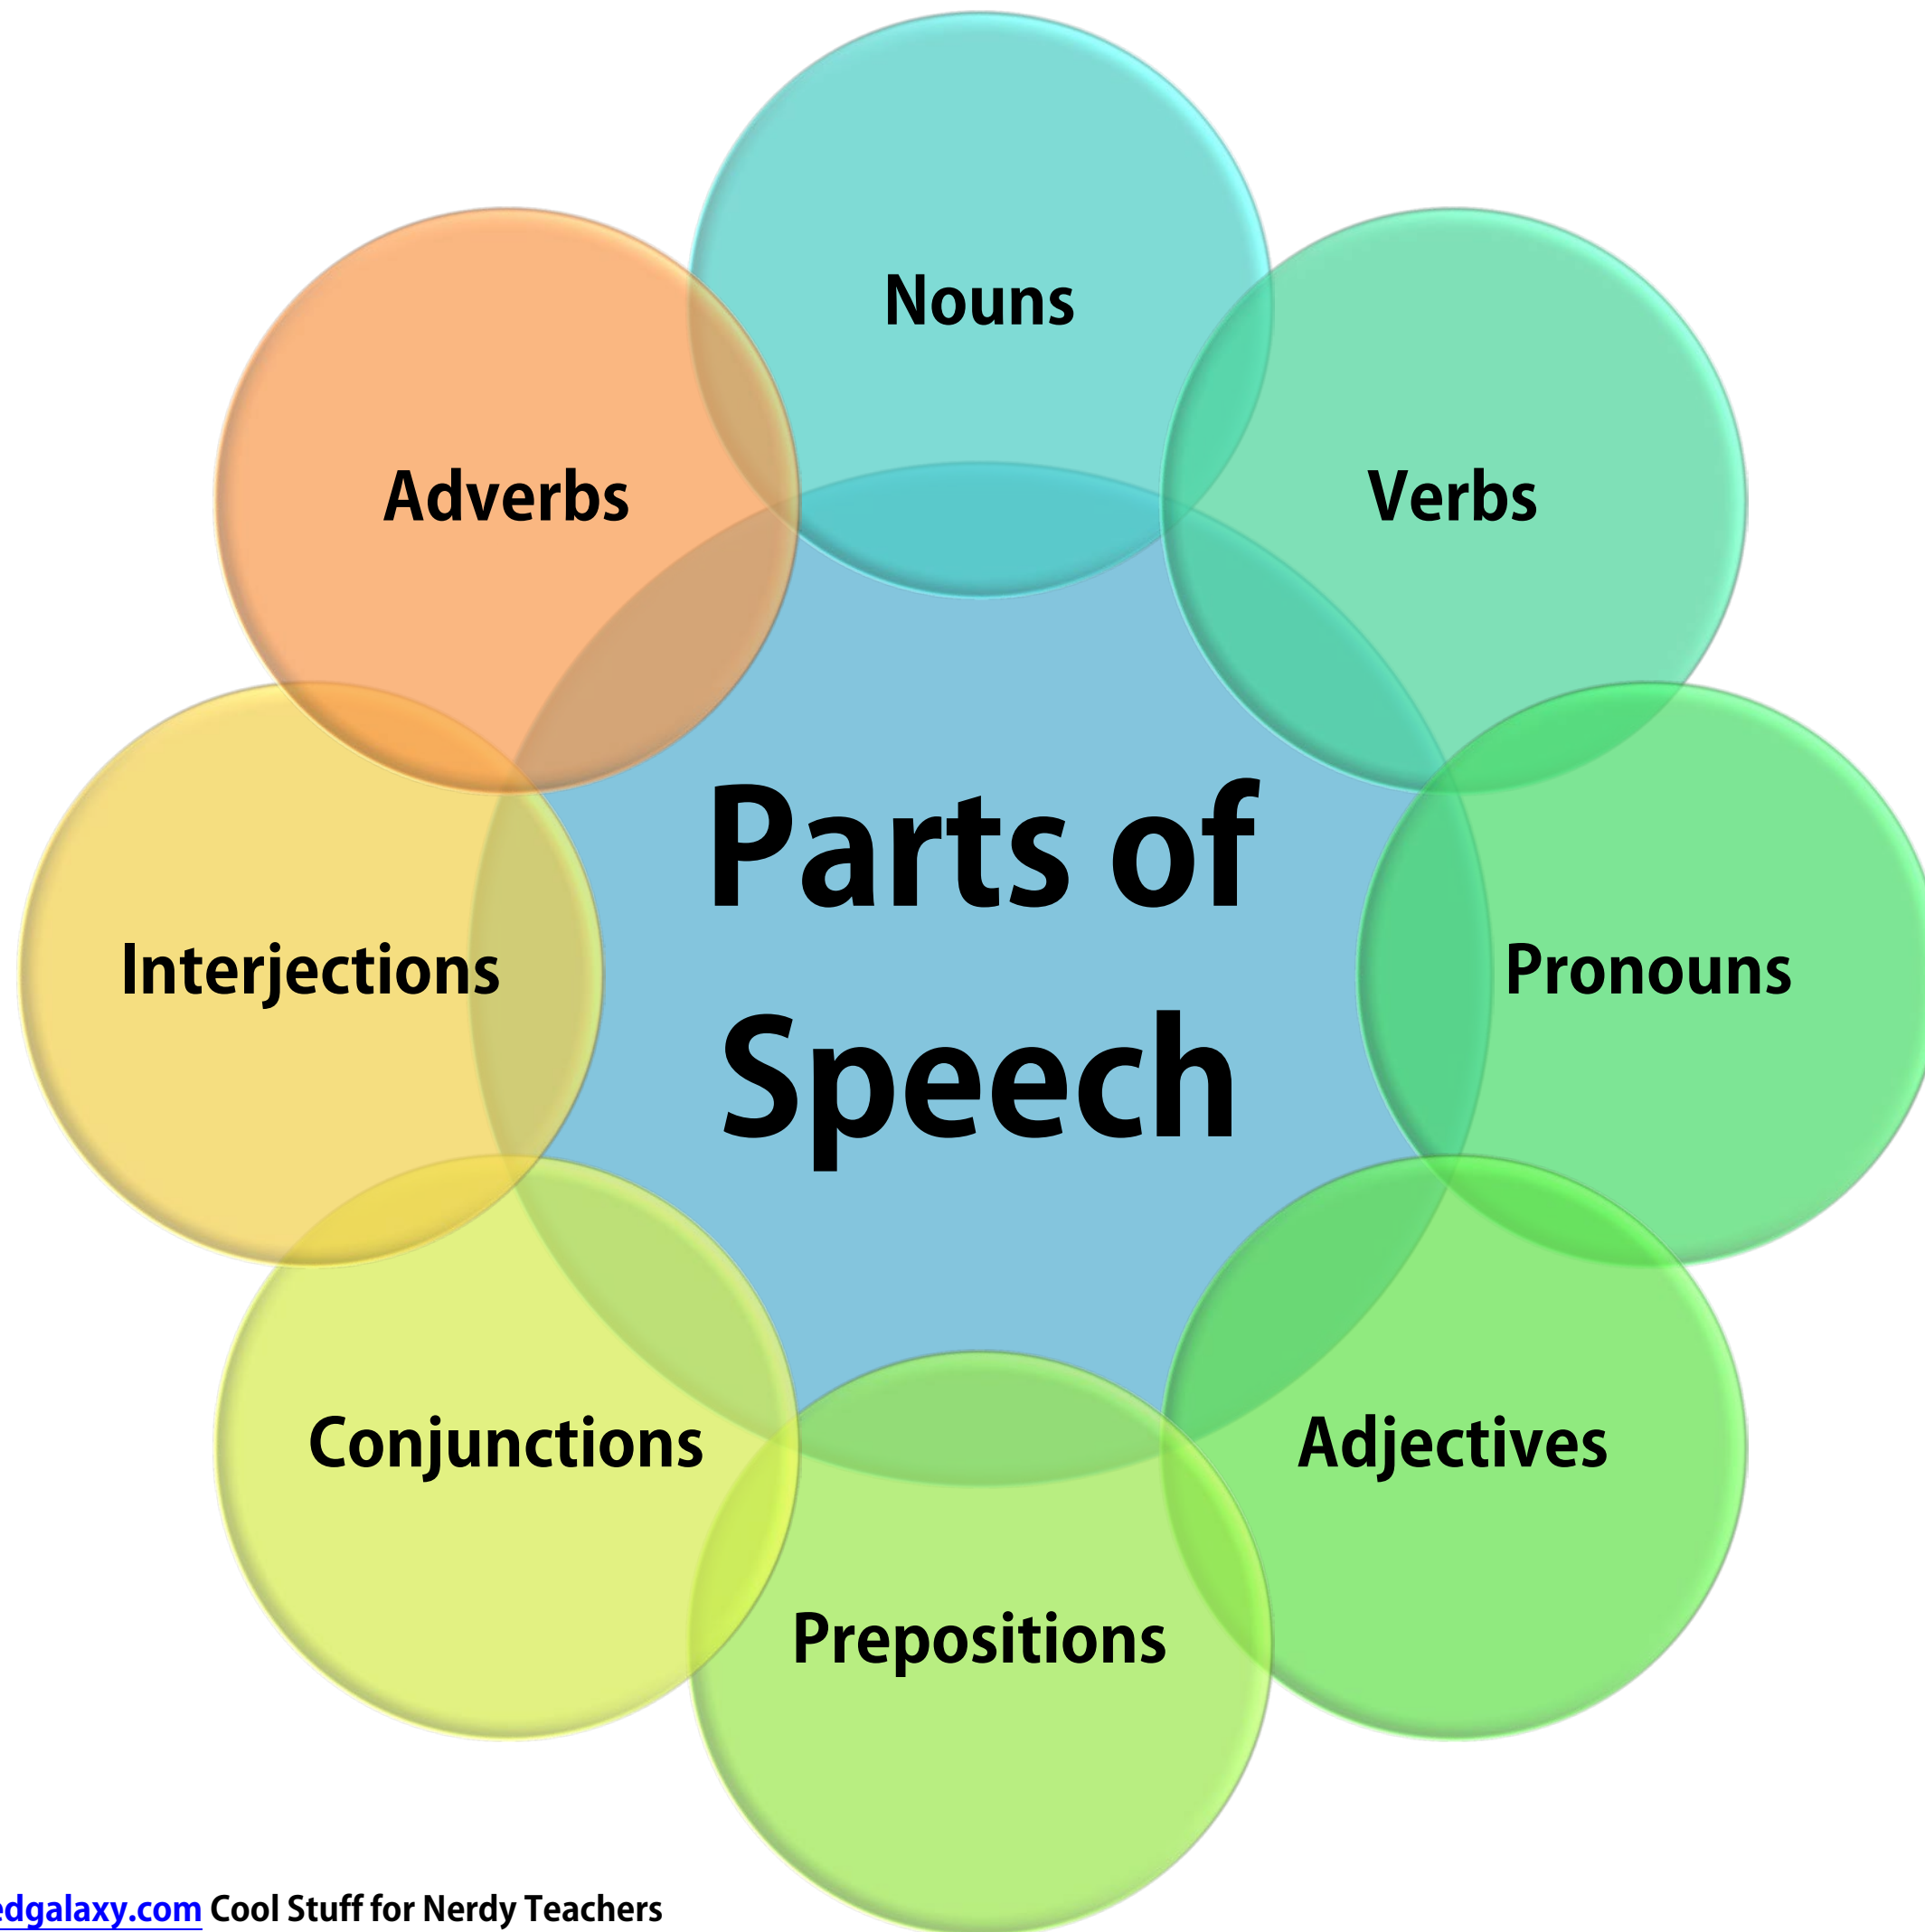 Nouns
Adverbs
Verbs
Parts of
Speech
Interjections
Pronouns
Conjunctions
Adjectives
Prepositions
edgalaxy.com Cool Stuff for Nerdy Teachers